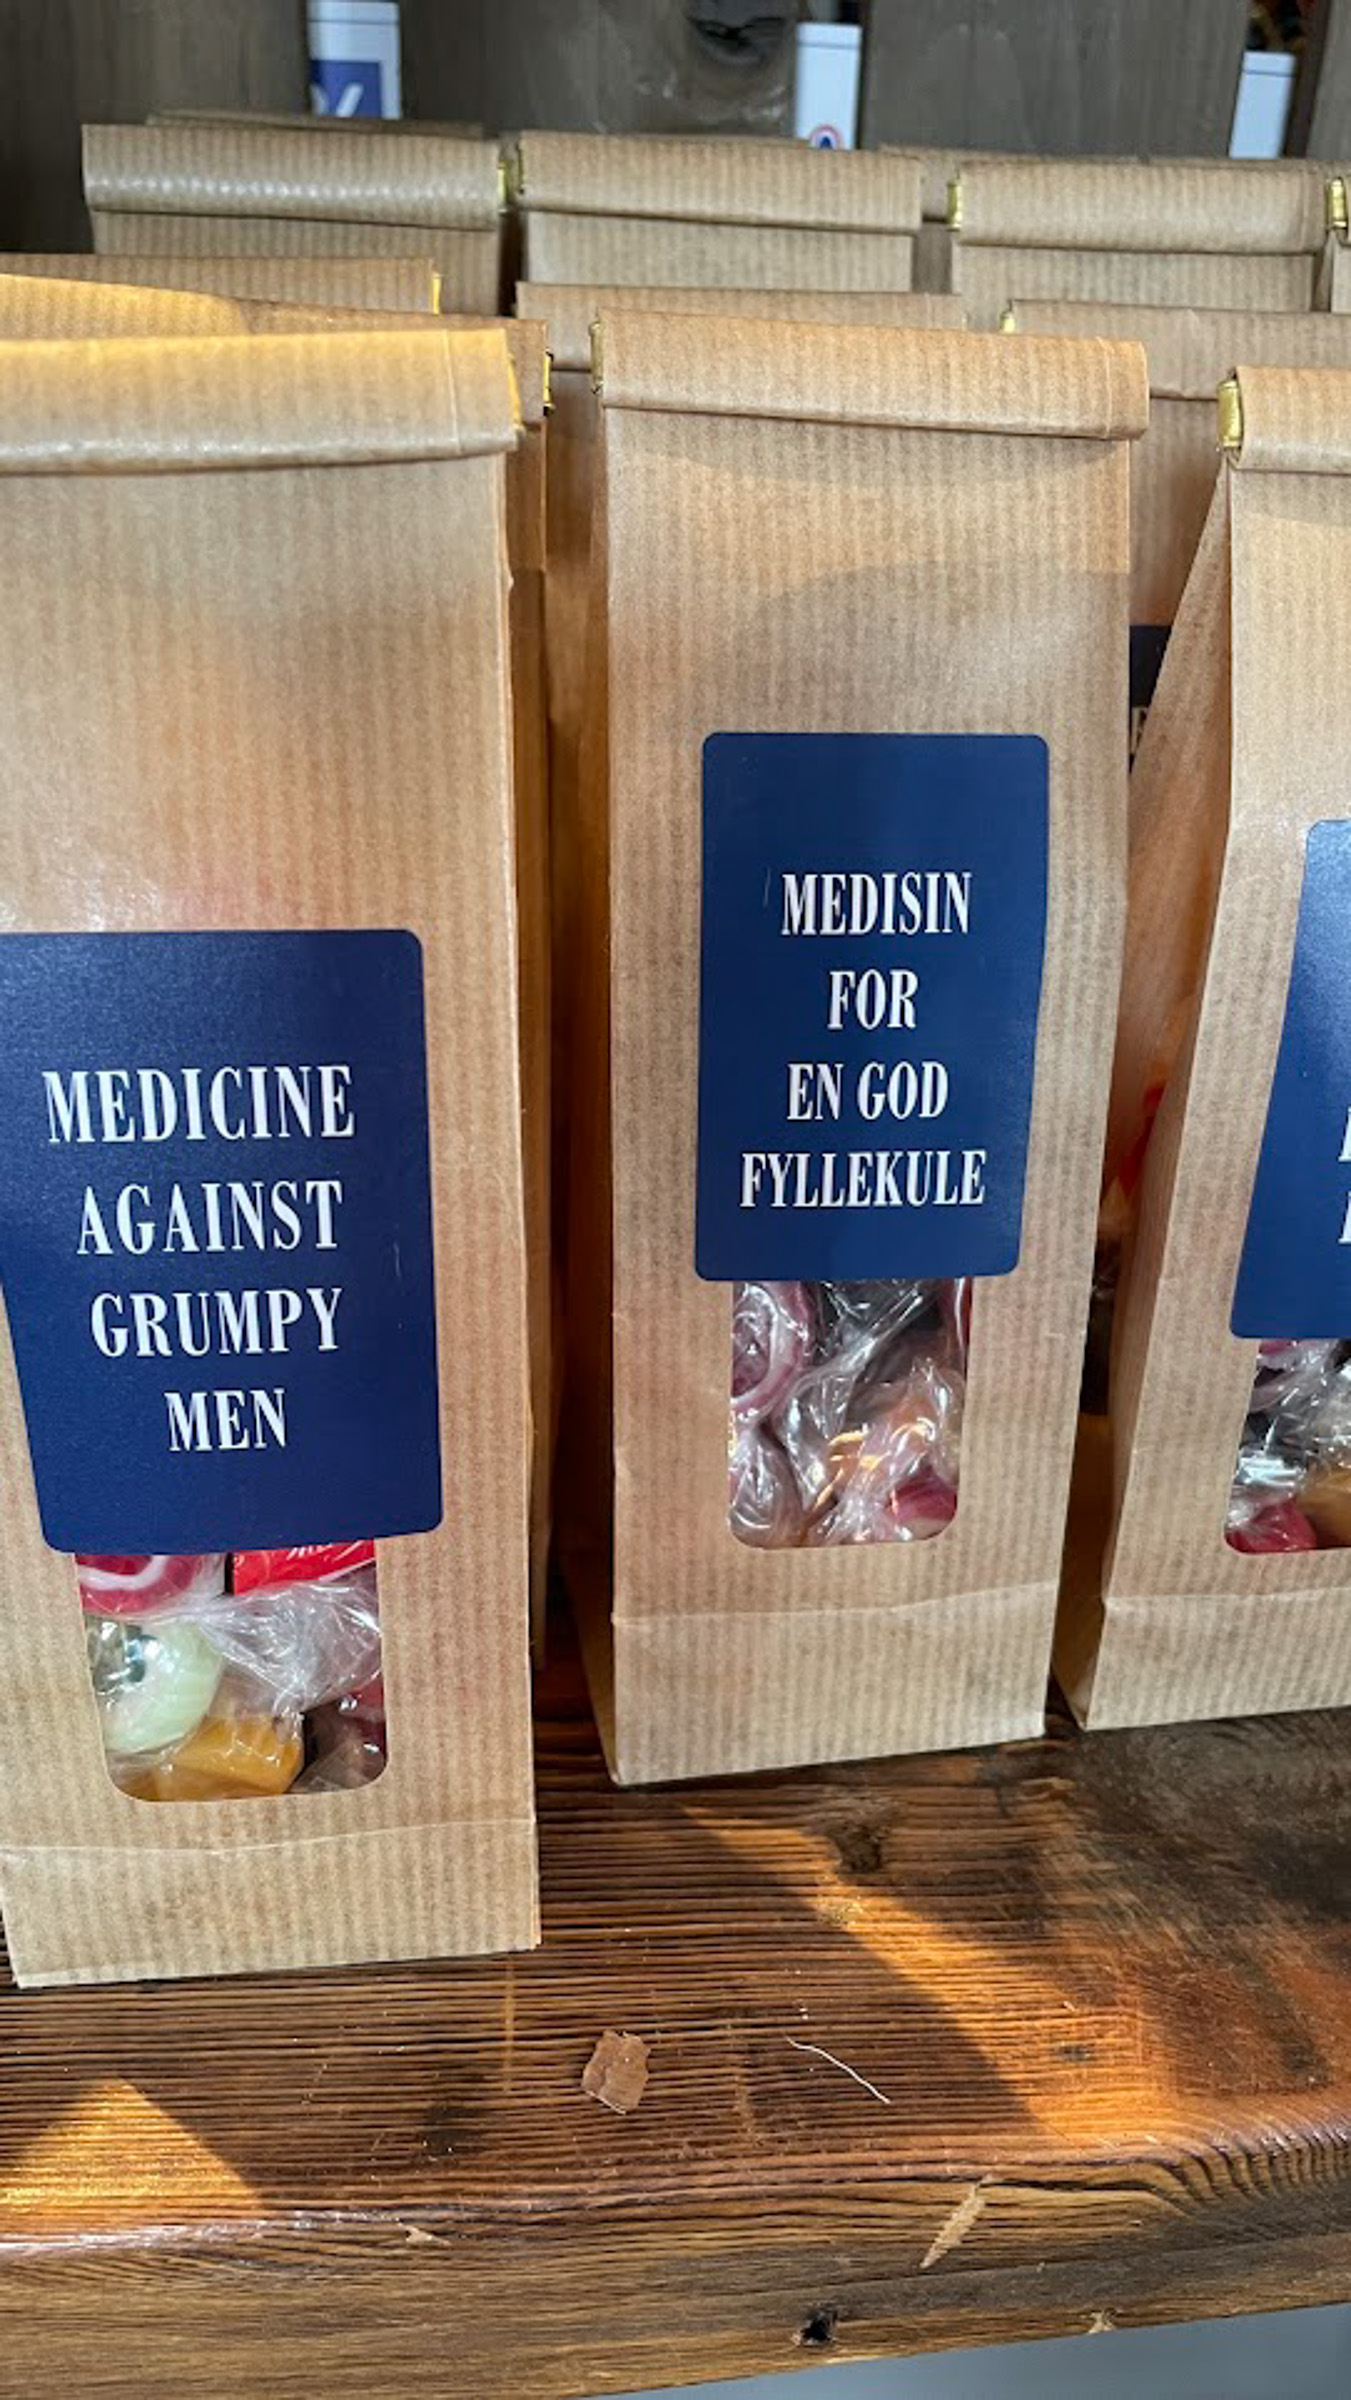 MEDICINE
AGAINST
GRUMPY
MEN
MEDISIN
FOR
EN GOD
FYLLEKULE